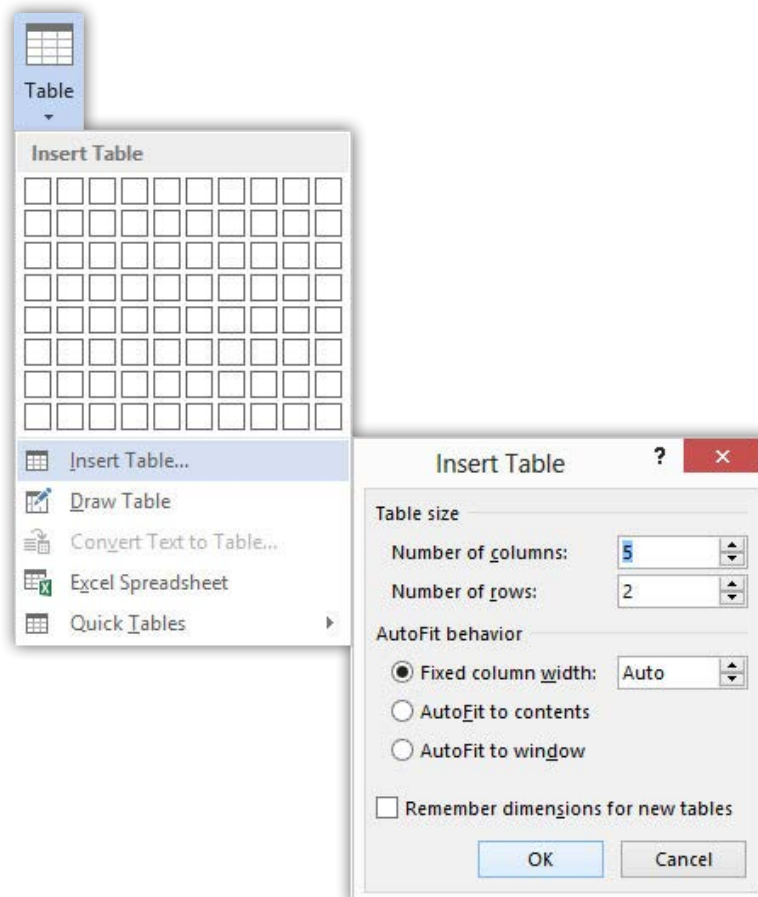 Table
Insert Table
Insert Table...
Draw Table
Convert Text to Table...
Excel Spreadsheet
Quick Tables
Insert Table ?
Table size
Number of columns: 5
Number of rows: 2
AutoFit behavior
Fixed column width: Auto
AutoFit to contents
AutoFit to window
Remember dimensions for new tables
OK Cancel